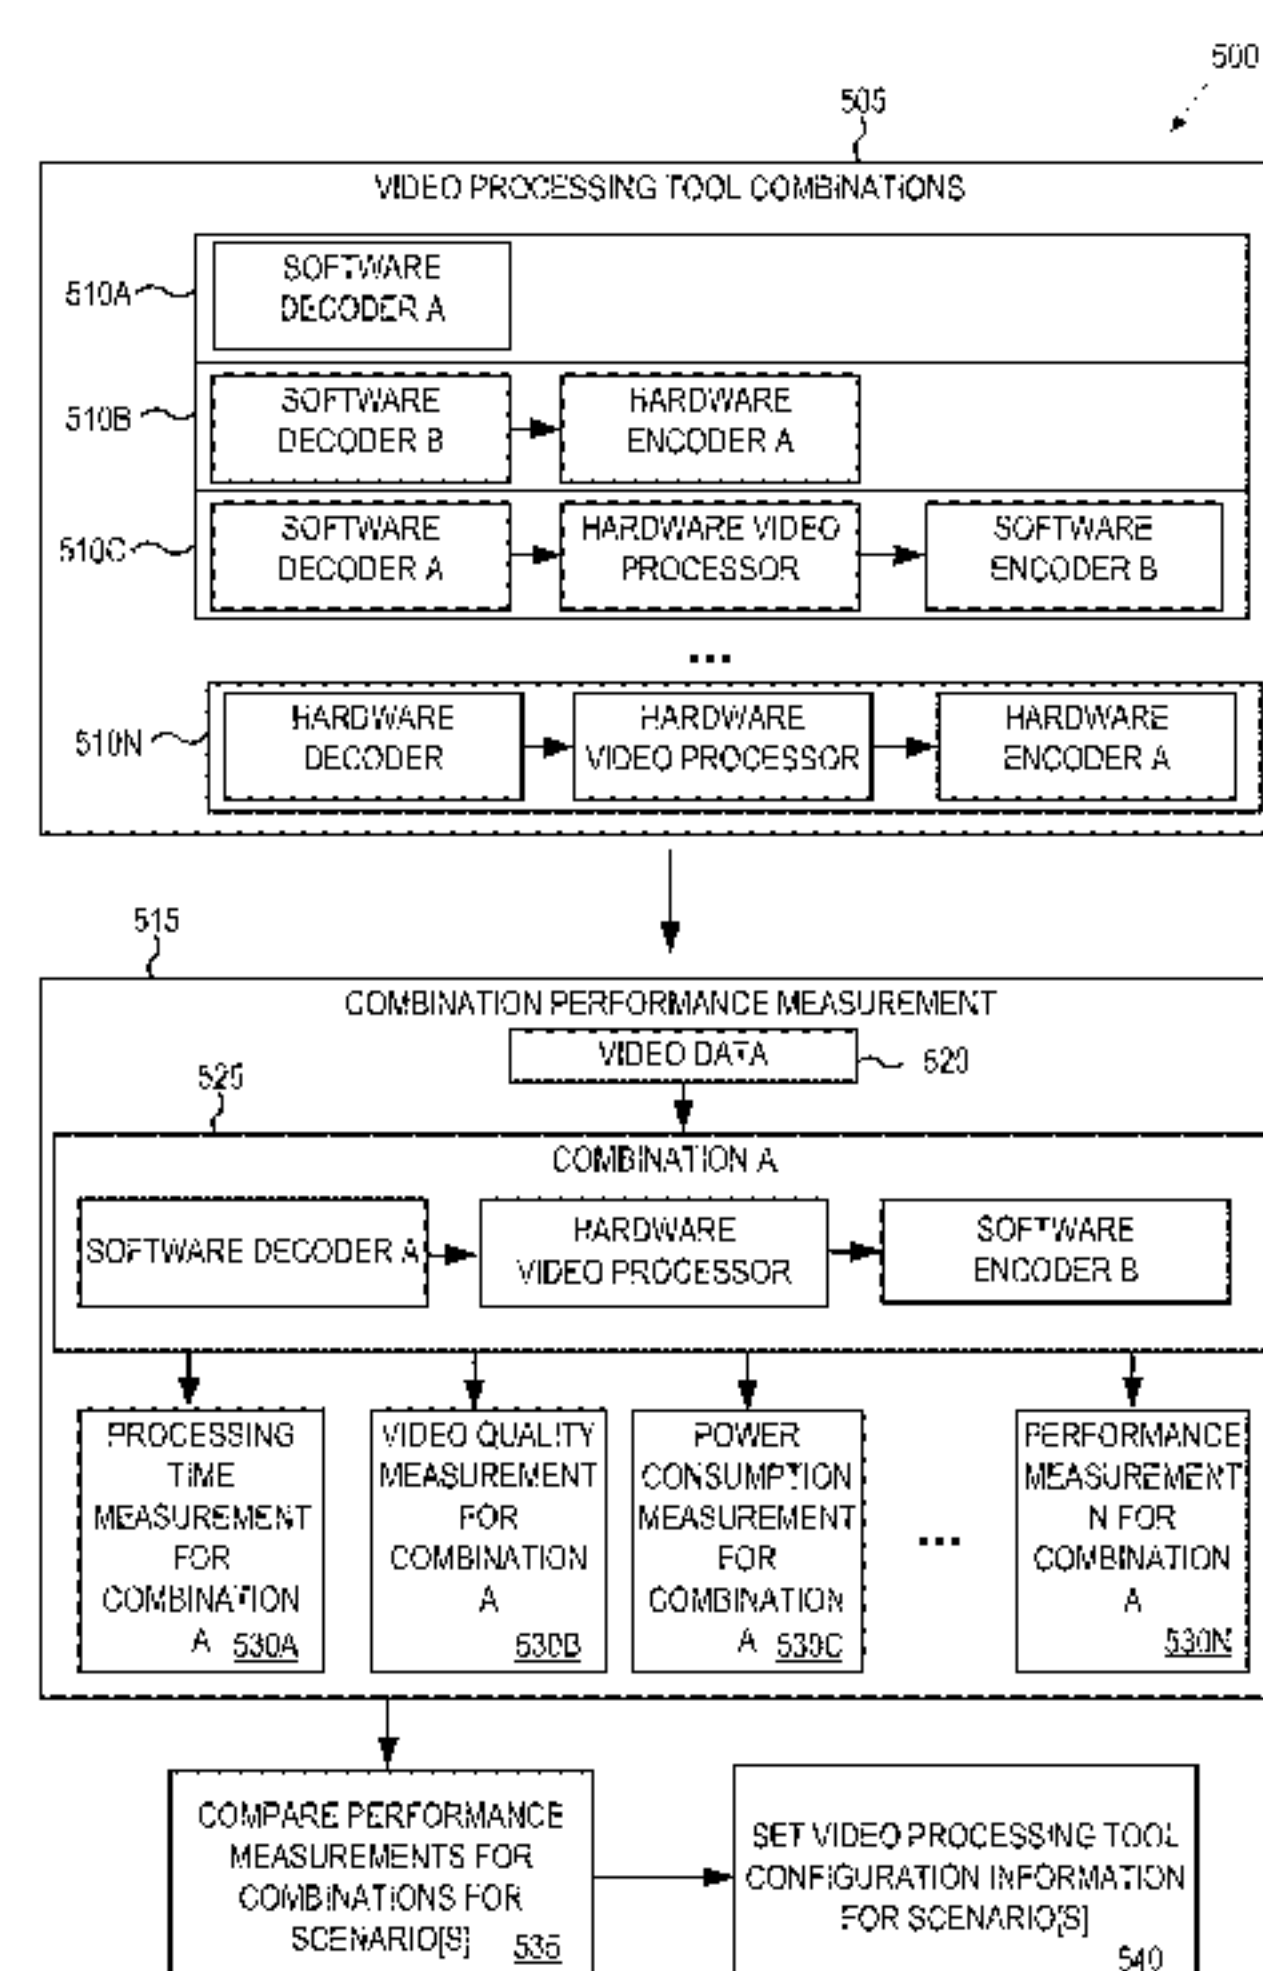 500
505
VIDEO PROCESSING TOOL COMBINATIONS
510A
SOFTWARE
DECODER A
510B
SOFTWARE
DECODER B
HARDWARE
ENCODER A
510C
SOFTWARE
DECODER A
HARDWARE VIDEO
PROCESSOR
SOFTWARE
ENCODER B
...
510N
HARDWARE
DECODER
HARDWARE
VIDEO PROCESSOR
HARDWARE
ENCODER A
515
COMBINATION PERFORMANCE MEASUREMENT
VIDEO DATA
520
525
COMBINATION A
SOFTWARE DECODER A
HARDWARE
VIDEO PROCESSOR
SOFTWARE
ENCODER B
PROCESSING
TIME
MEASUREMENT
FOR
COMBINATION
A 530A
VIDEO QUALITY
MEASUREMENT
FOR
COMBINATION
A
530B
POWER
CONSUMPTION
MEASUREMENT
FOR
COMBINATION
A 530C
...
PERFORMANCE
MEASUREMENT
N FOR
COMBINATION
A
530N
COMPARE PERFORMANCE
MEASUREMENTS FOR
COMBINATIONS FOR
SCENARIO[S] 535
SET VIDEO PROCESSING TOOL
CONFIGURATION INFORMATION
FOR SCENARIO[S]
540